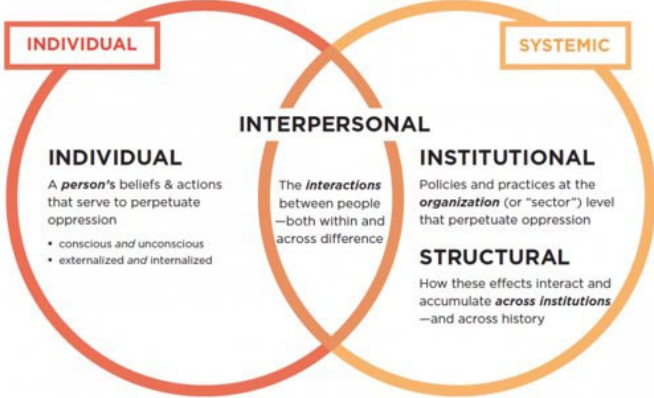 INDIVIDUAL
SYSTEMIC
INTERPERSONAL
INDIVIDUAL
A person's beliefs & actions
that serve to perpetuate
oppression
• conscious and unconscious
• externalized and internalized
The interactions
between people
—both within and
across difference
INSTITUTIONAL
Policies and practices at the
organization (or "sector") level
that perpetuate oppression
STRUCTURAL
How these effects interact and
accumulate across institutions
—and across history